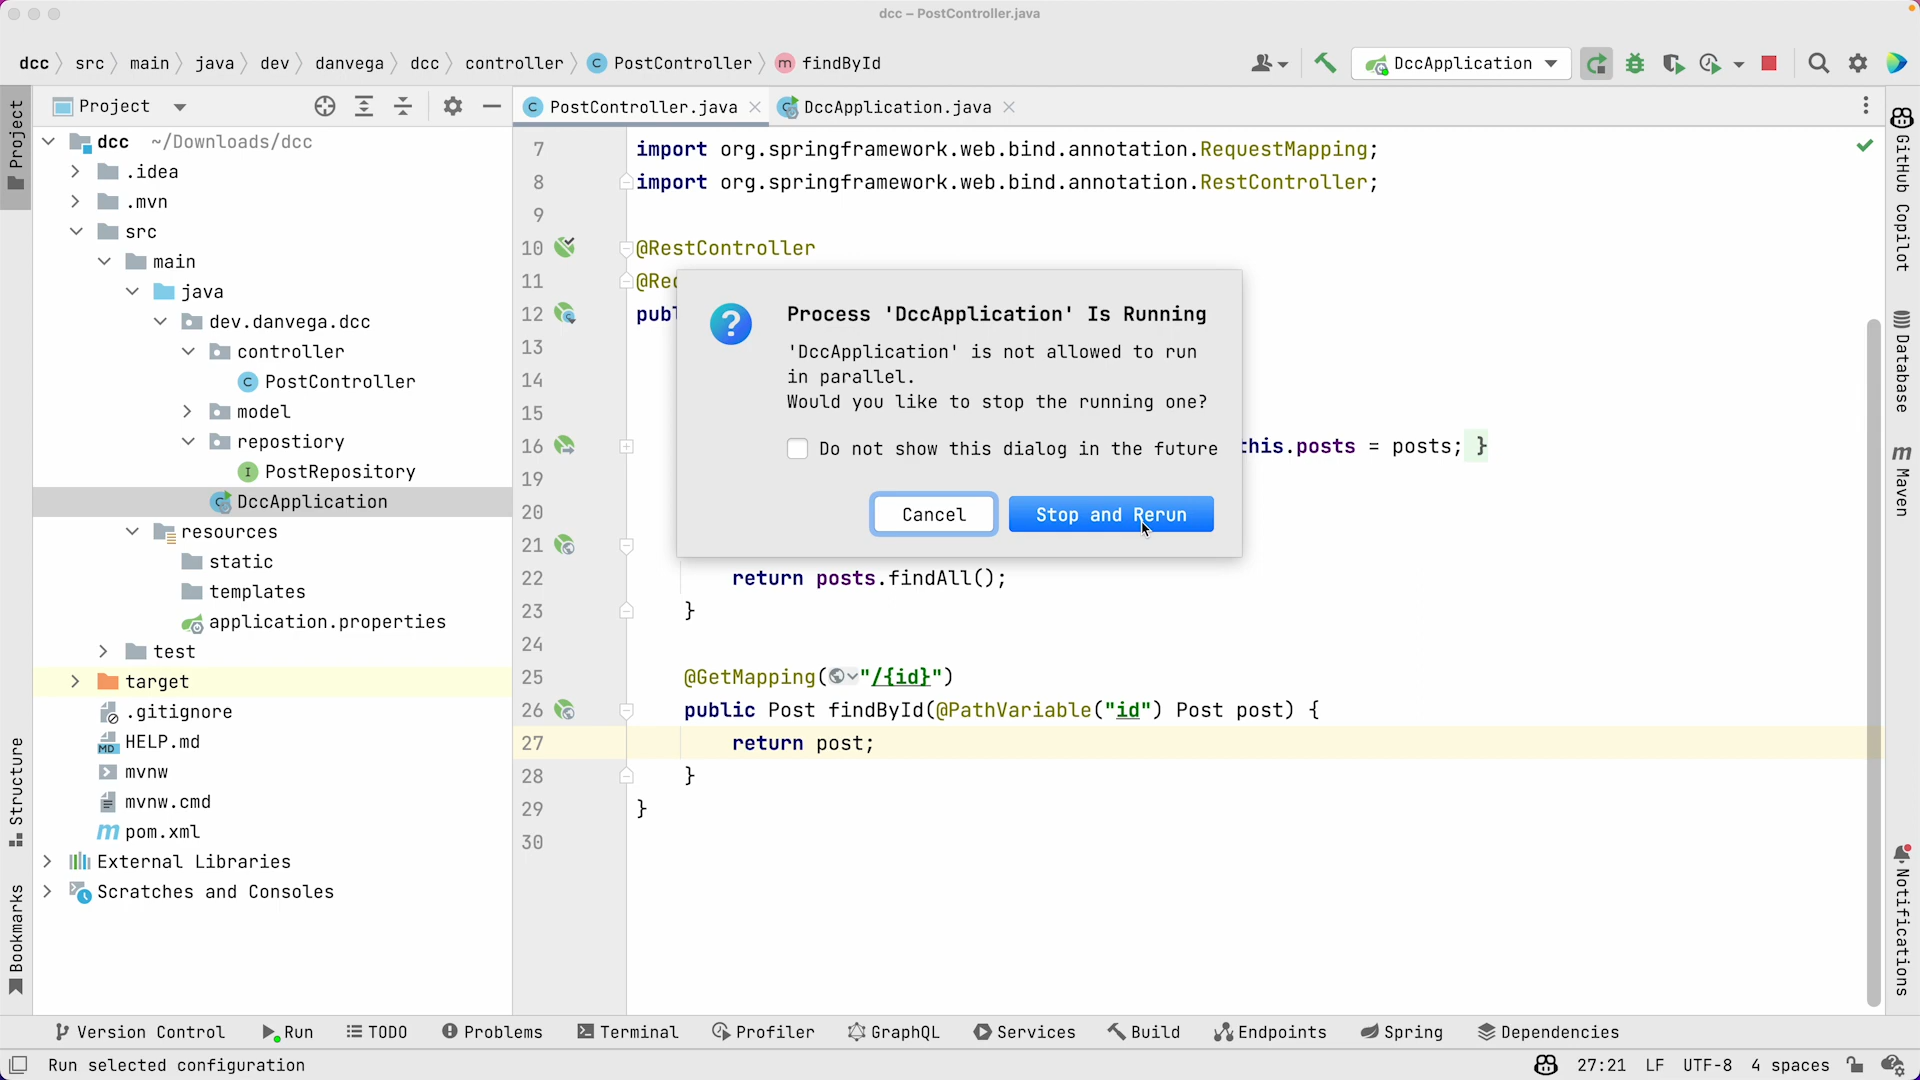 dcc – PostController.java
dcc src main java dev danvega dcc controller PostController findById
DccApplication
Project
PostController.java
DccApplication.java
Project
dcc ~/Downloads/dcc
.idea
.mvn
src
main
java
dev.danvega.dcc
controller
PostController
model
repostiory
PostRepository
DccApplication
resources
static
templates
application.properties
test
target
.gitignore
HELP.md
mvnw
mvnw.cmd
pom.xml
External Libraries
Scratches and Consoles
Structure
Bookmarks
7 import org.springframework.web.bind.annotation.RequestMapping;
8 import org.springframework.web.bind.annotation.RestController;
9
10 @RestController
11 @Req
12 publ
13
14
15
16 this.posts = posts; }
19
20
21
22 return posts.findAll();
23 }
24
25 @GetMapping("/{id}")
26 public Post findById(@PathVariable("id") Post post) {
27 return post;
28 }
29 }
30
Process 'DccApplication' Is Running
'DccApplication' is not allowed to run
in parallel.
Would you like to stop the running one?
Do not show this dialog in the future
Cancel
Stop and Rerun
GitHub Copilot
Database
Maven
Notifications
Version Control Run TODO Problems Terminal Profiler GraphQL Services Build Endpoints Spring Dependencies
Run selected configuration
27:21 LF UTF-8 4 spaces